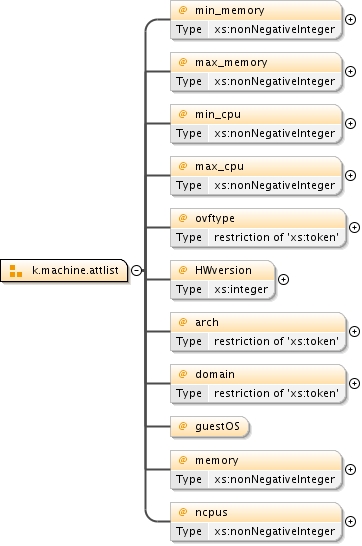 @ min_memory
Type xs:nonNegativeInteger
@ max_memory
Type xs:nonNegativeInteger
@ min_cpu
Type xs:nonNegativeInteger
@ max_cpu
Type xs:nonNegativeInteger
@ ovftype
Type restriction of 'xs:token'
k.machine.attlist
@ HWversion
Type xs:integer
@ arch
Type restriction of 'xs:token'
@ domain
Type restriction of 'xs:token'
@ guestOS
@ memory
Type xs:nonNegativeInteger
@ ncpus
Type xs:nonNegativeInteger